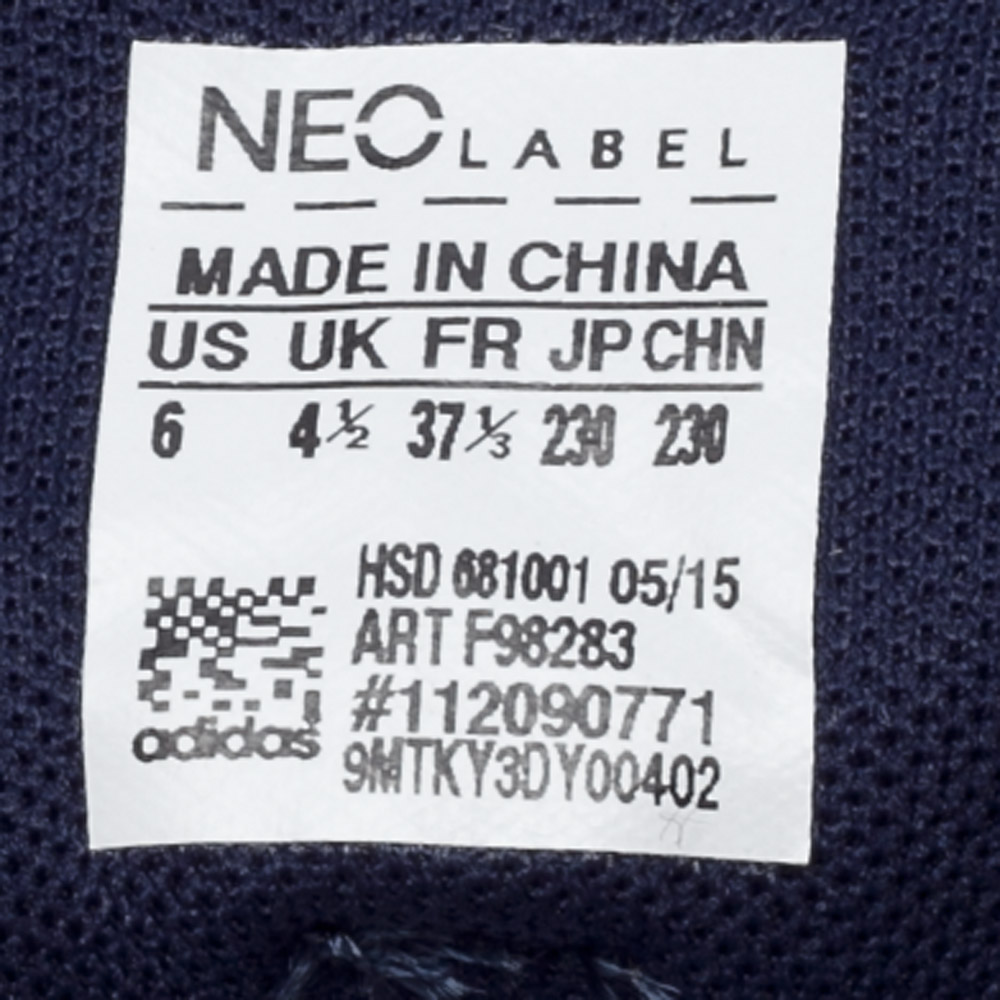 NEO LABEL
MADE IN CHINA
US UK FR JP CHN
6 4½ 37⅓ 230 230
HSD 681001 05/15
ART F98283
#112090771
9MTKY3DY00402
adidas